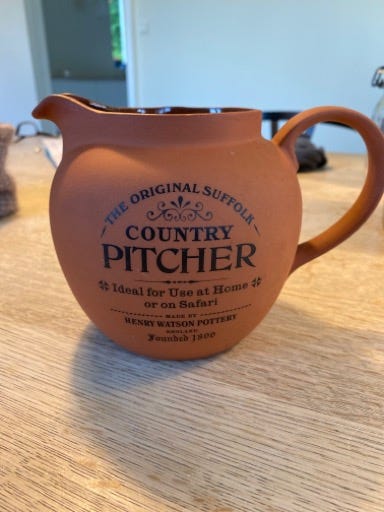 THE ORIGINAL SUFFOLK
COUNTRY
PITCHER
Ideal for Use at Home
or on Safari
MADE BY
HENRY WATSON POTTERY
ENGLAND
Founded 1800